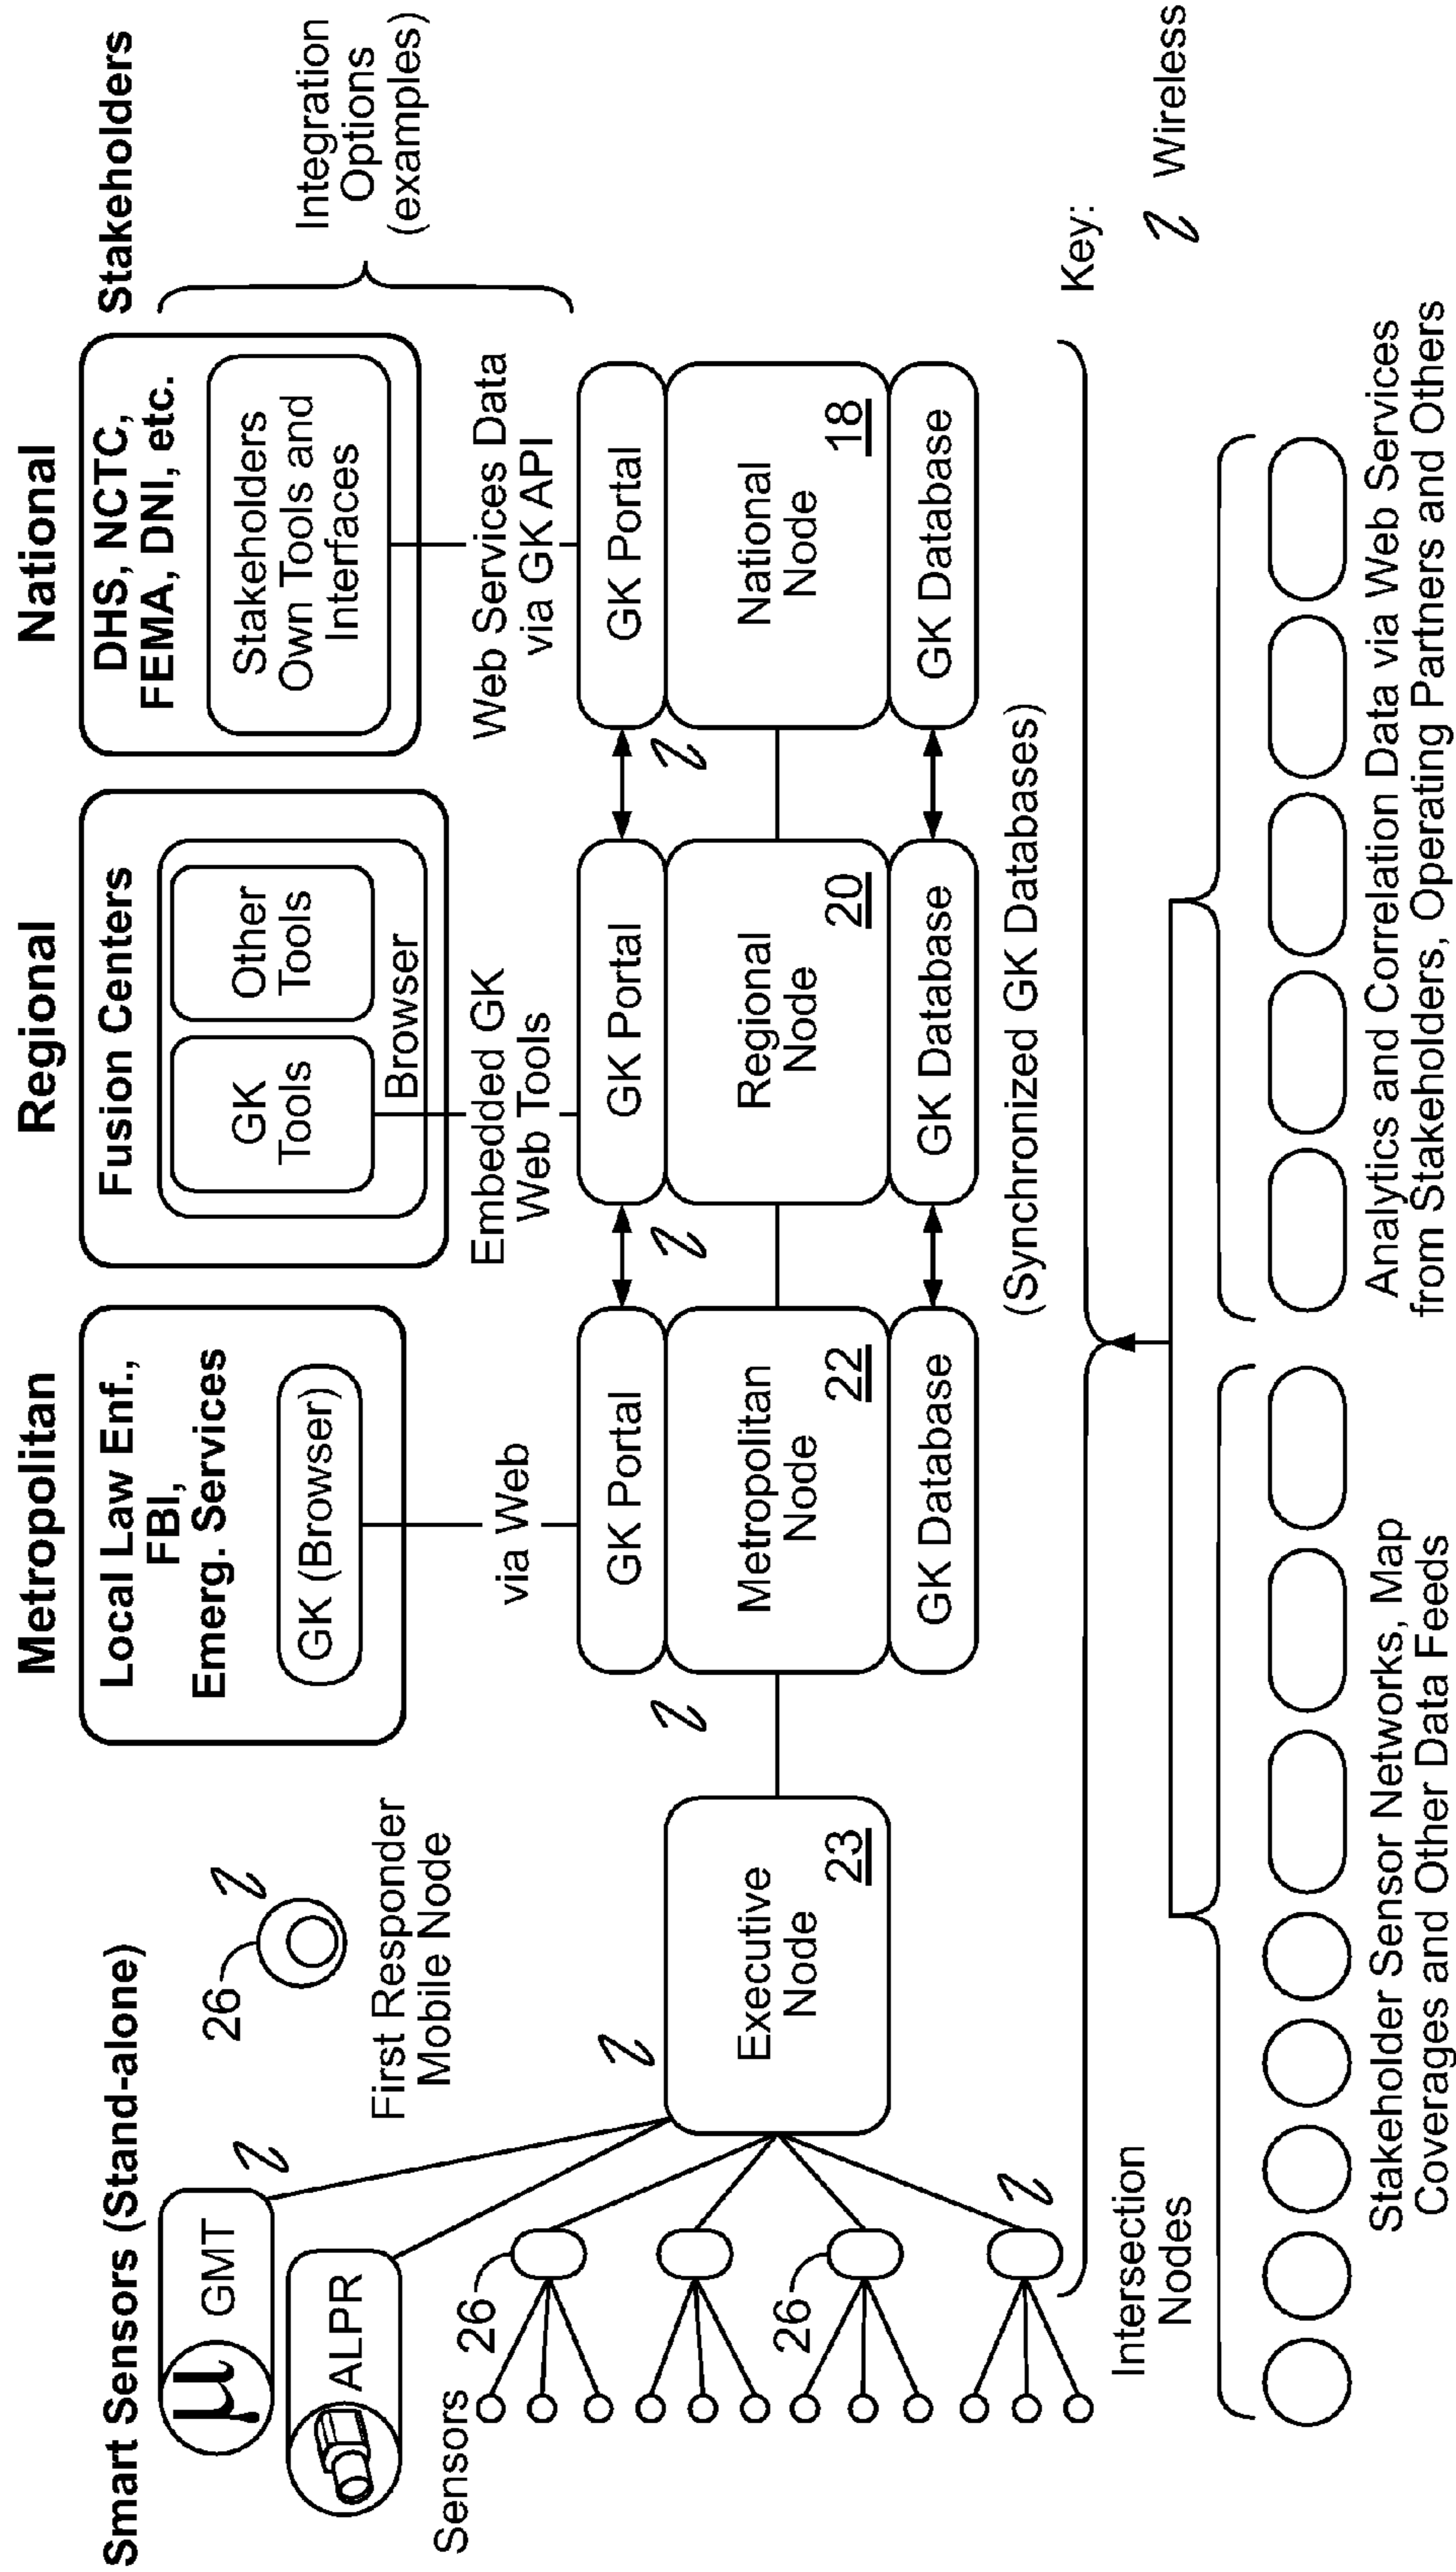 Metropolitan
Regional
National
Smart Sensors (Stand-alone)
Local Law Enf.,
FBI,
Emerg. Services
GK (Browser)
Fusion Centers
GK
Tools
Other
Tools
Browser
DHS, NCTC,
FEMA, DNI, etc.
Stakeholders
Own Tools and
Interfaces
Stakeholders
Integration
Options
(examples)
μ GMT
ALPR
26
First Responder
Mobile Node
via Web
Embedded GK
Web Tools
Web Services Data
via GK API
Sensors
26
26
Executive
Node
23
GK Portal
Metropolitan
Node
22
GK Database
GK Portal
Regional
Node
20
GK Database
GK Portal
National
Node
18
GK Database
(Synchronized GK Databases)
Intersection
Nodes
Key:
Wireless
Stakeholder Sensor Networks, Map
Coverages and Other Data Feeds
Analytics and Correlation Data via Web Services
from Stakeholders, Operating Partners and Others